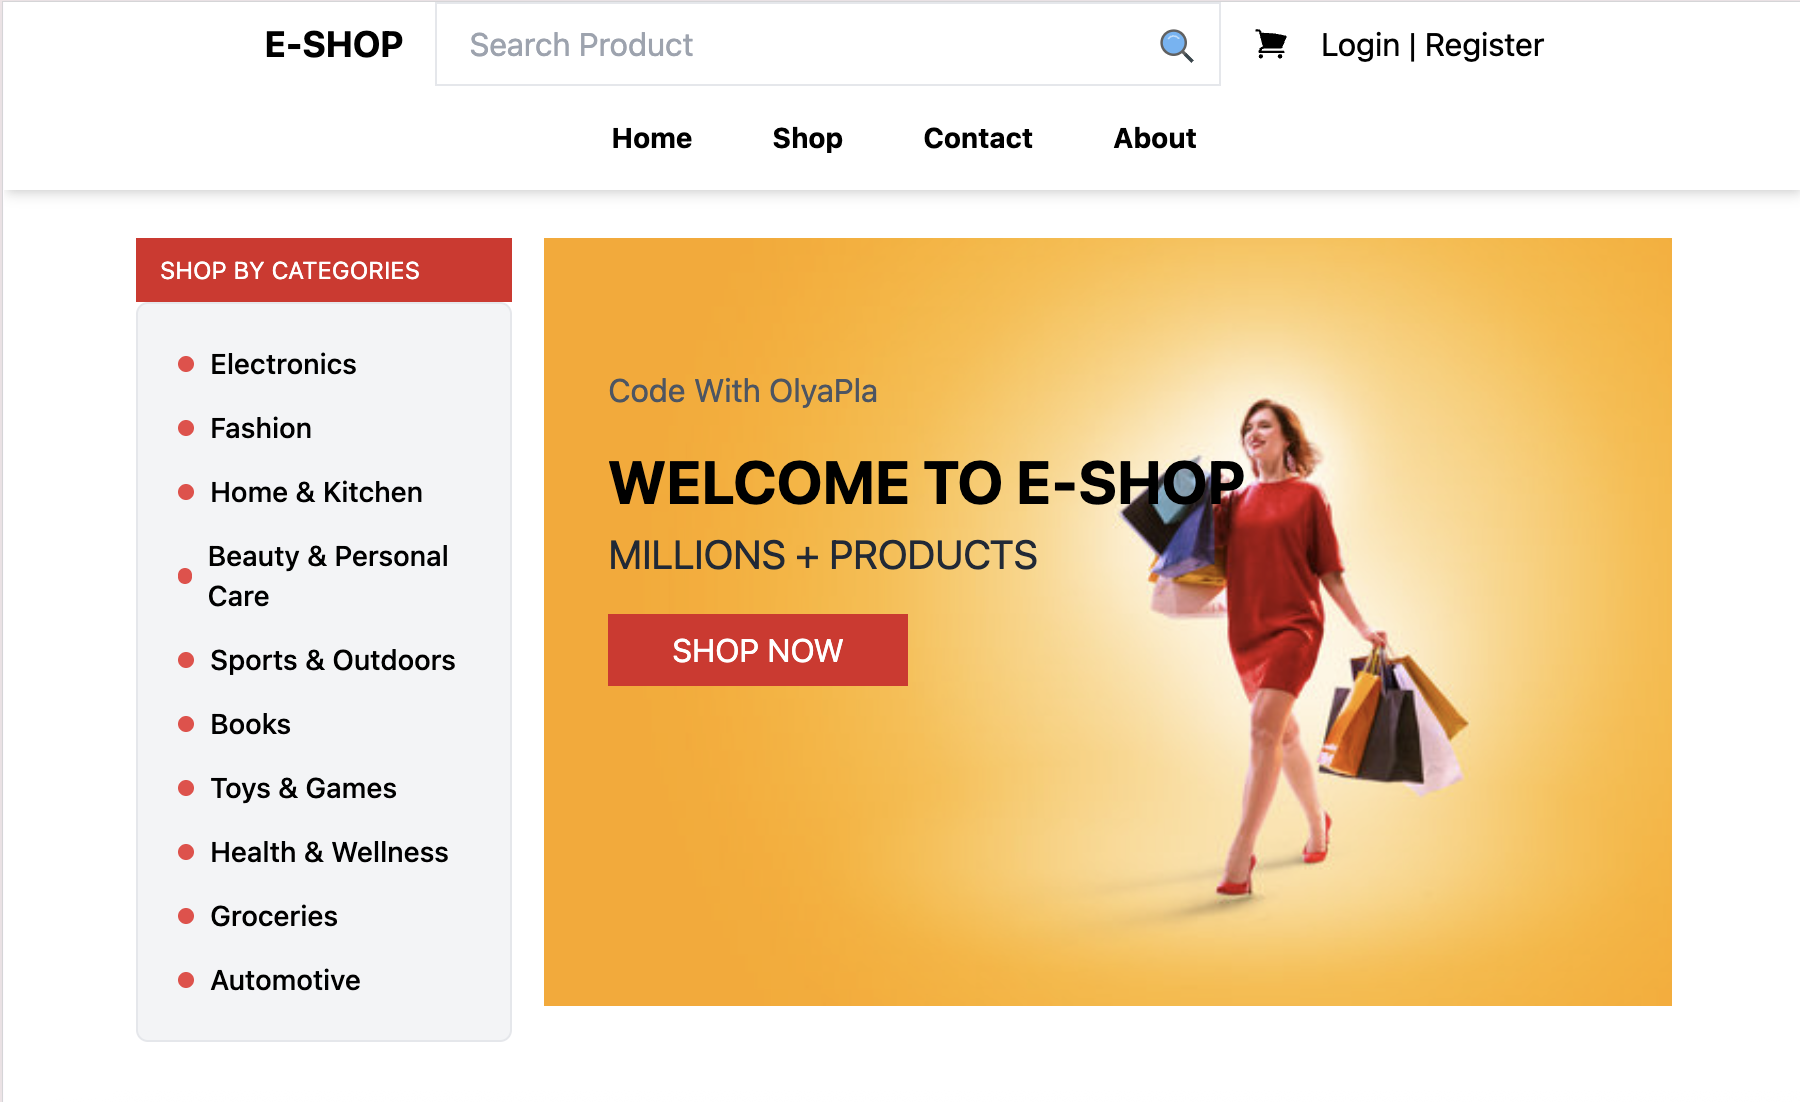 E-SHOP
Search Product
Login | Register
Home
Shop
Contact
About
SHOP BY CATEGORIES
Electronics
Fashion
Home & Kitchen
Beauty & Personal
Care
Sports & Outdoors
Books
Toys & Games
Health & Wellness
Groceries
Automotive
Code With OlyaPla
WELCOME TO E-SHOP
MILLIONS + PRODUCTS
SHOP NOW